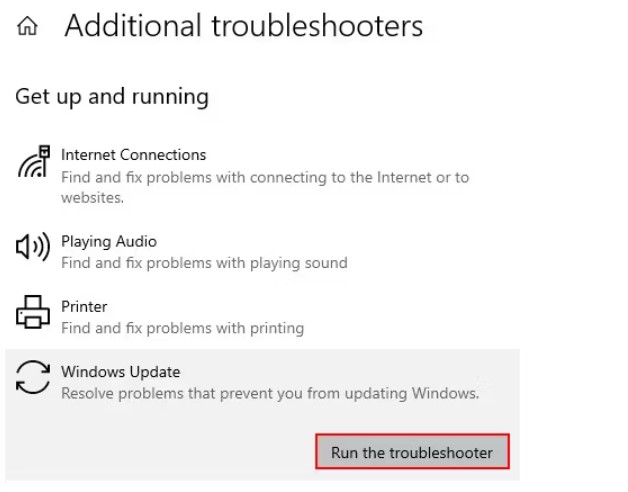 Additional troubleshooters
Get up and running
Internet Connections
Find and fix problems with connecting to the Internet or to
websites.
Playing Audio
Find and fix problems with playing sound
Printer
Find and fix problems with printing
Windows Update
Resolve problems that prevent you from updating Windows.
Run the troubleshooter